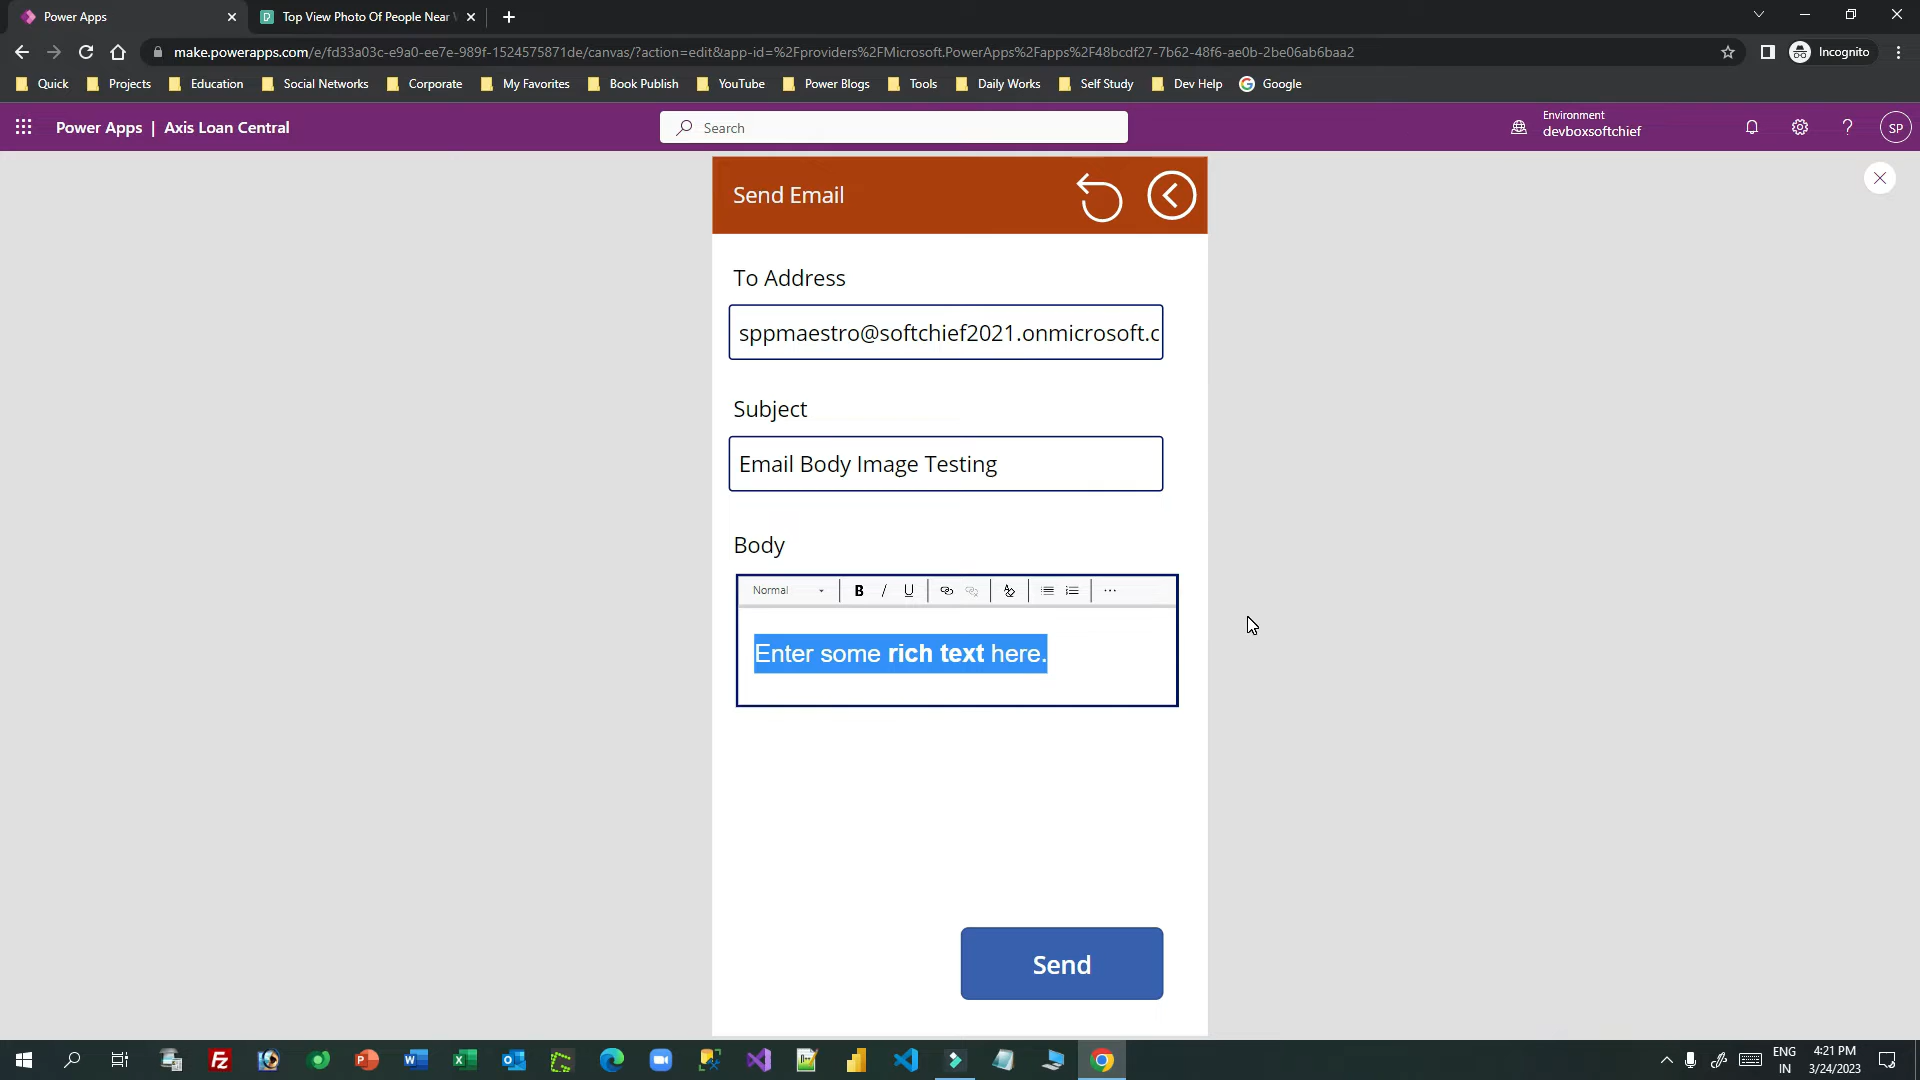 Power Apps
Top View Photo Of People Near
make.powerapps.com/e/fd33a03c-e9a0-ee7e-989f-1524575871de/canvas/?action=edit&app-id=%2Fproviders%2FMicrosoft.PowerApps%2Fapps%2F48bcdf27-7b62-48f6-ae0b-2be06ab6baa2
Incognito
Quick Projects Education Social Networks Corporate My Favorites Book Publish YouTube Power Blogs Tools Daily Works Self Study Dev Help Google
Power Apps | Axis Loan Central
Search
Environment
devboxsoftchief
SP
Send Email
To Address
sppmaestro@softchief2021.onmicrosoft.c
Subject
Email Body Image Testing
Body
Normal B / U ...
Enter some rich text here.
Send
ENG
IN
4:21 PM
3/24/2023